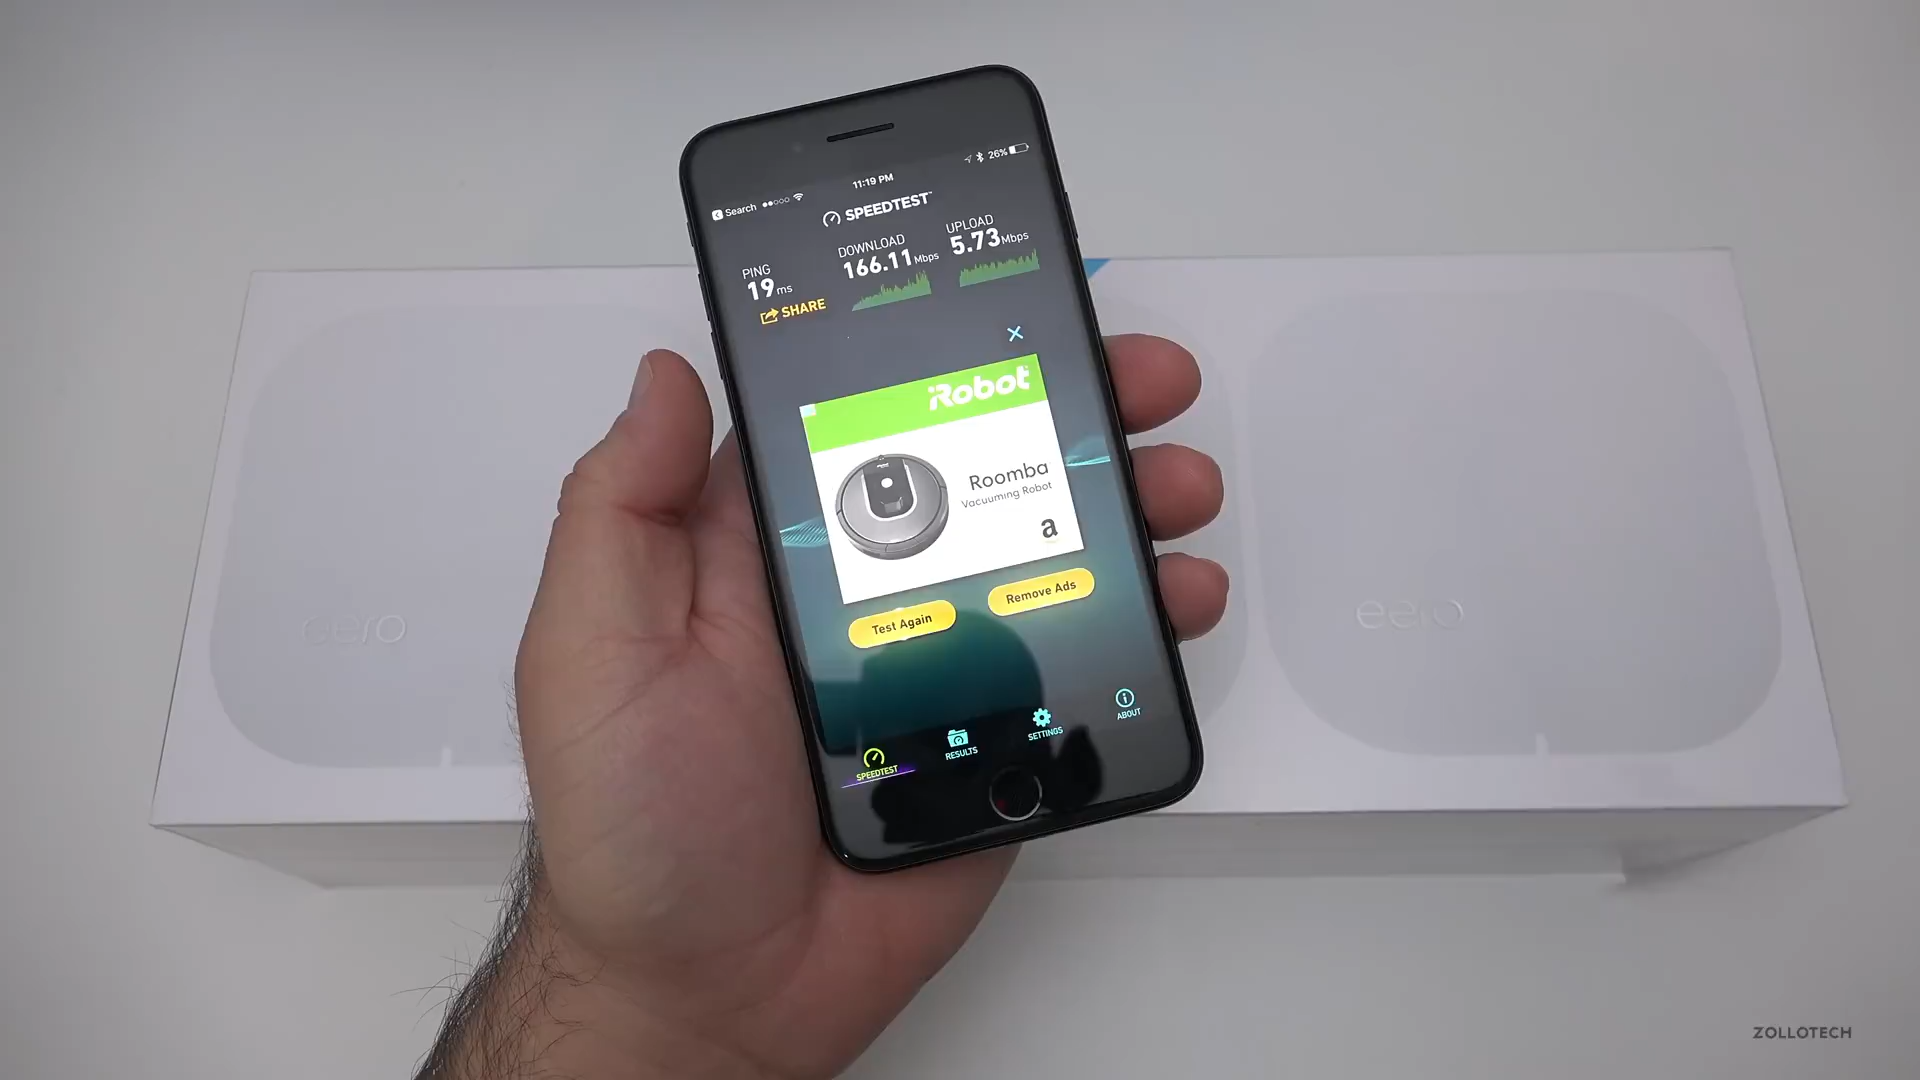 Search
11:19 PM
26%
SPEEDTEST™
PING
19 ms
DOWNLOAD
166.11 Mbps
UPLOAD
5.73 Mbps
SHARE
iRobot
Roomba
Vacuuming Robot
a
Test Again
Remove Ads
SPEEDTEST
RESULTS
SETTINGS
ABOUT
eero
eero
ZOLLOTECH